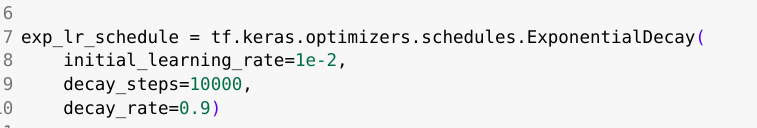 6
7 exp_lr_schedule = tf.keras.optimizers.schedules.ExponentialDecay(
8     initial_learning_rate=1e-2,
9     decay_steps=10000,
0     decay_rate=0.9)